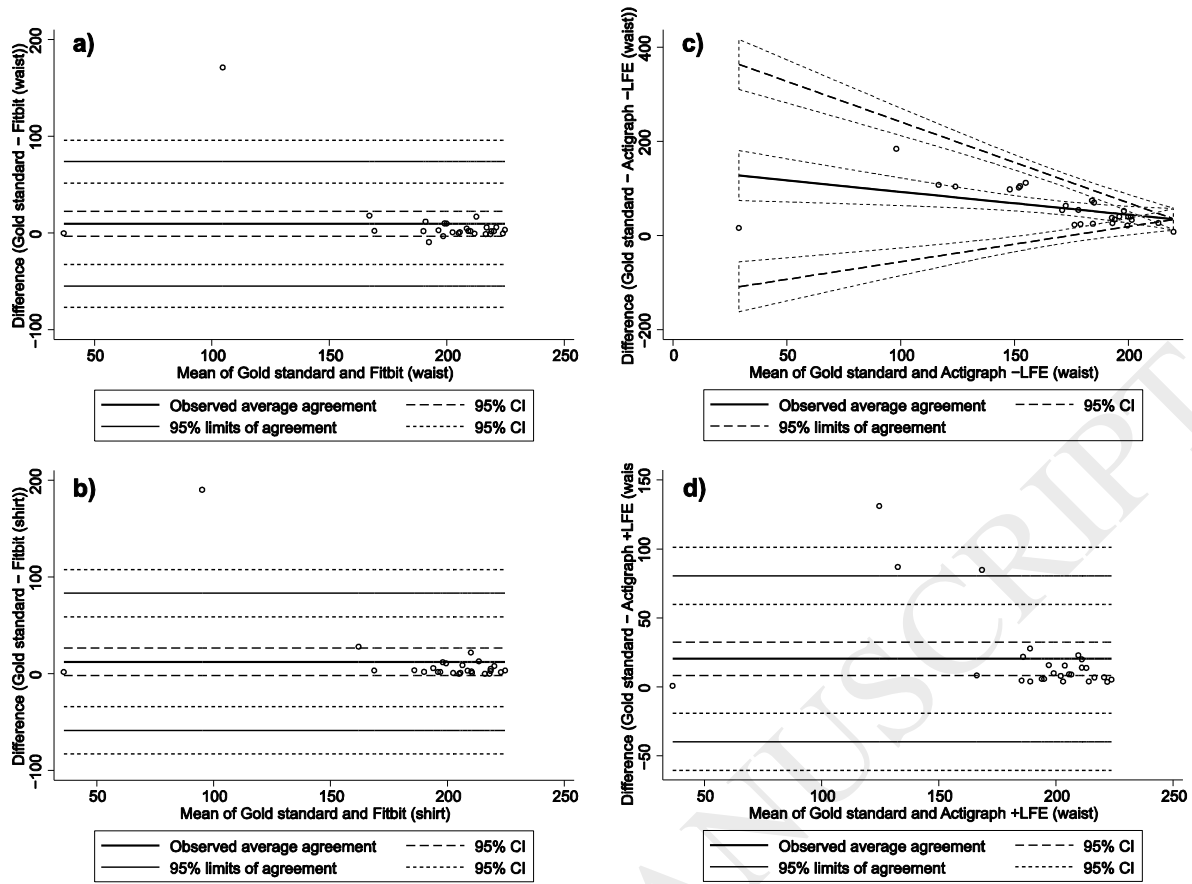 a)
Difference (Gold standard − Fitbit (waist))
200
100
0
−100
50
100
150
200
250
Mean of Gold standard and Fitbit (waist)
Observed average agreement
95% CI
95% limits of agreement
95% CI
c)
Difference (Gold standard − Actigraph −LFE (waist)
400
200
0
−200
0
50
100
150
200
Mean of Gold standard and Actigraph −LFE (waist)
Observed average agreement
95% CI
95% limits of agreement
b)
Difference (Gold standard − Fitbit (shirt))
200
100
0
−100
50
100
150
200
250
Mean of Gold standard and Fitbit (shirt)
Observed average agreement
95% CI
95% limits of agreement
95% CI
d)
Difference (Gold standard − Actigraph +LFE (wais
150
100
50
0
−50
50
100
150
200
250
Mean of Gold standard and Actigraph +LFE (waist)
Observed average agreement
95% CI
95% limits of agreement
95% CI
ANUSCRIPT